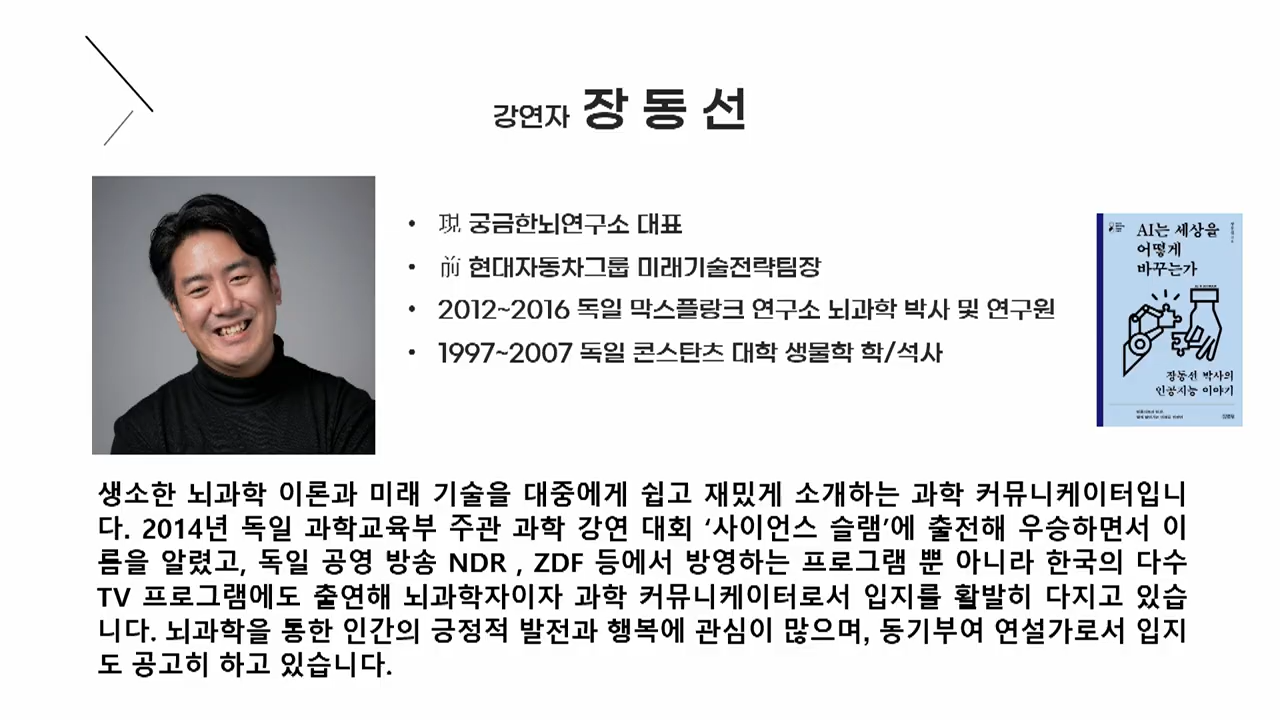 강연자 장 동 선
• 現 궁금한뇌연구소 대표
• 前 현대자동차그룹 미래기술전략팀장
• 2012~2016 독일 막스플랑크 연구소 뇌과학 박사 및 연구원
• 1997~2007 독일 콘스탄츠 대학 생물학 학/석사
AI는 세상을
어떻게
바꾸는가
장동선 박사의
인공지능 이야기
생소한 뇌과학 이론과 미래 기술을 대중에게 쉽고 재밌게 소개하는 과학 커뮤니케이터입니
다. 2014년 독일 과학교육부 주관 과학 강연 대회 ‘사이언스 슬램’에 출전해 우승하면서 이
름을 알렸고, 독일 공영 방송 NDR , ZDF 등에서 방영하는 프로그램 뿐 아니라 한국의 다수
TV 프로그램에도 출연해 뇌과학자이자 과학 커뮤니케이터로서 입지를 활발히 다지고 있습
니다. 뇌과학을 통한 인간의 긍정적 발전과 행복에 관심이 많으며, 동기부여 연설가로서 입지
도 공고히 하고 있습니다.